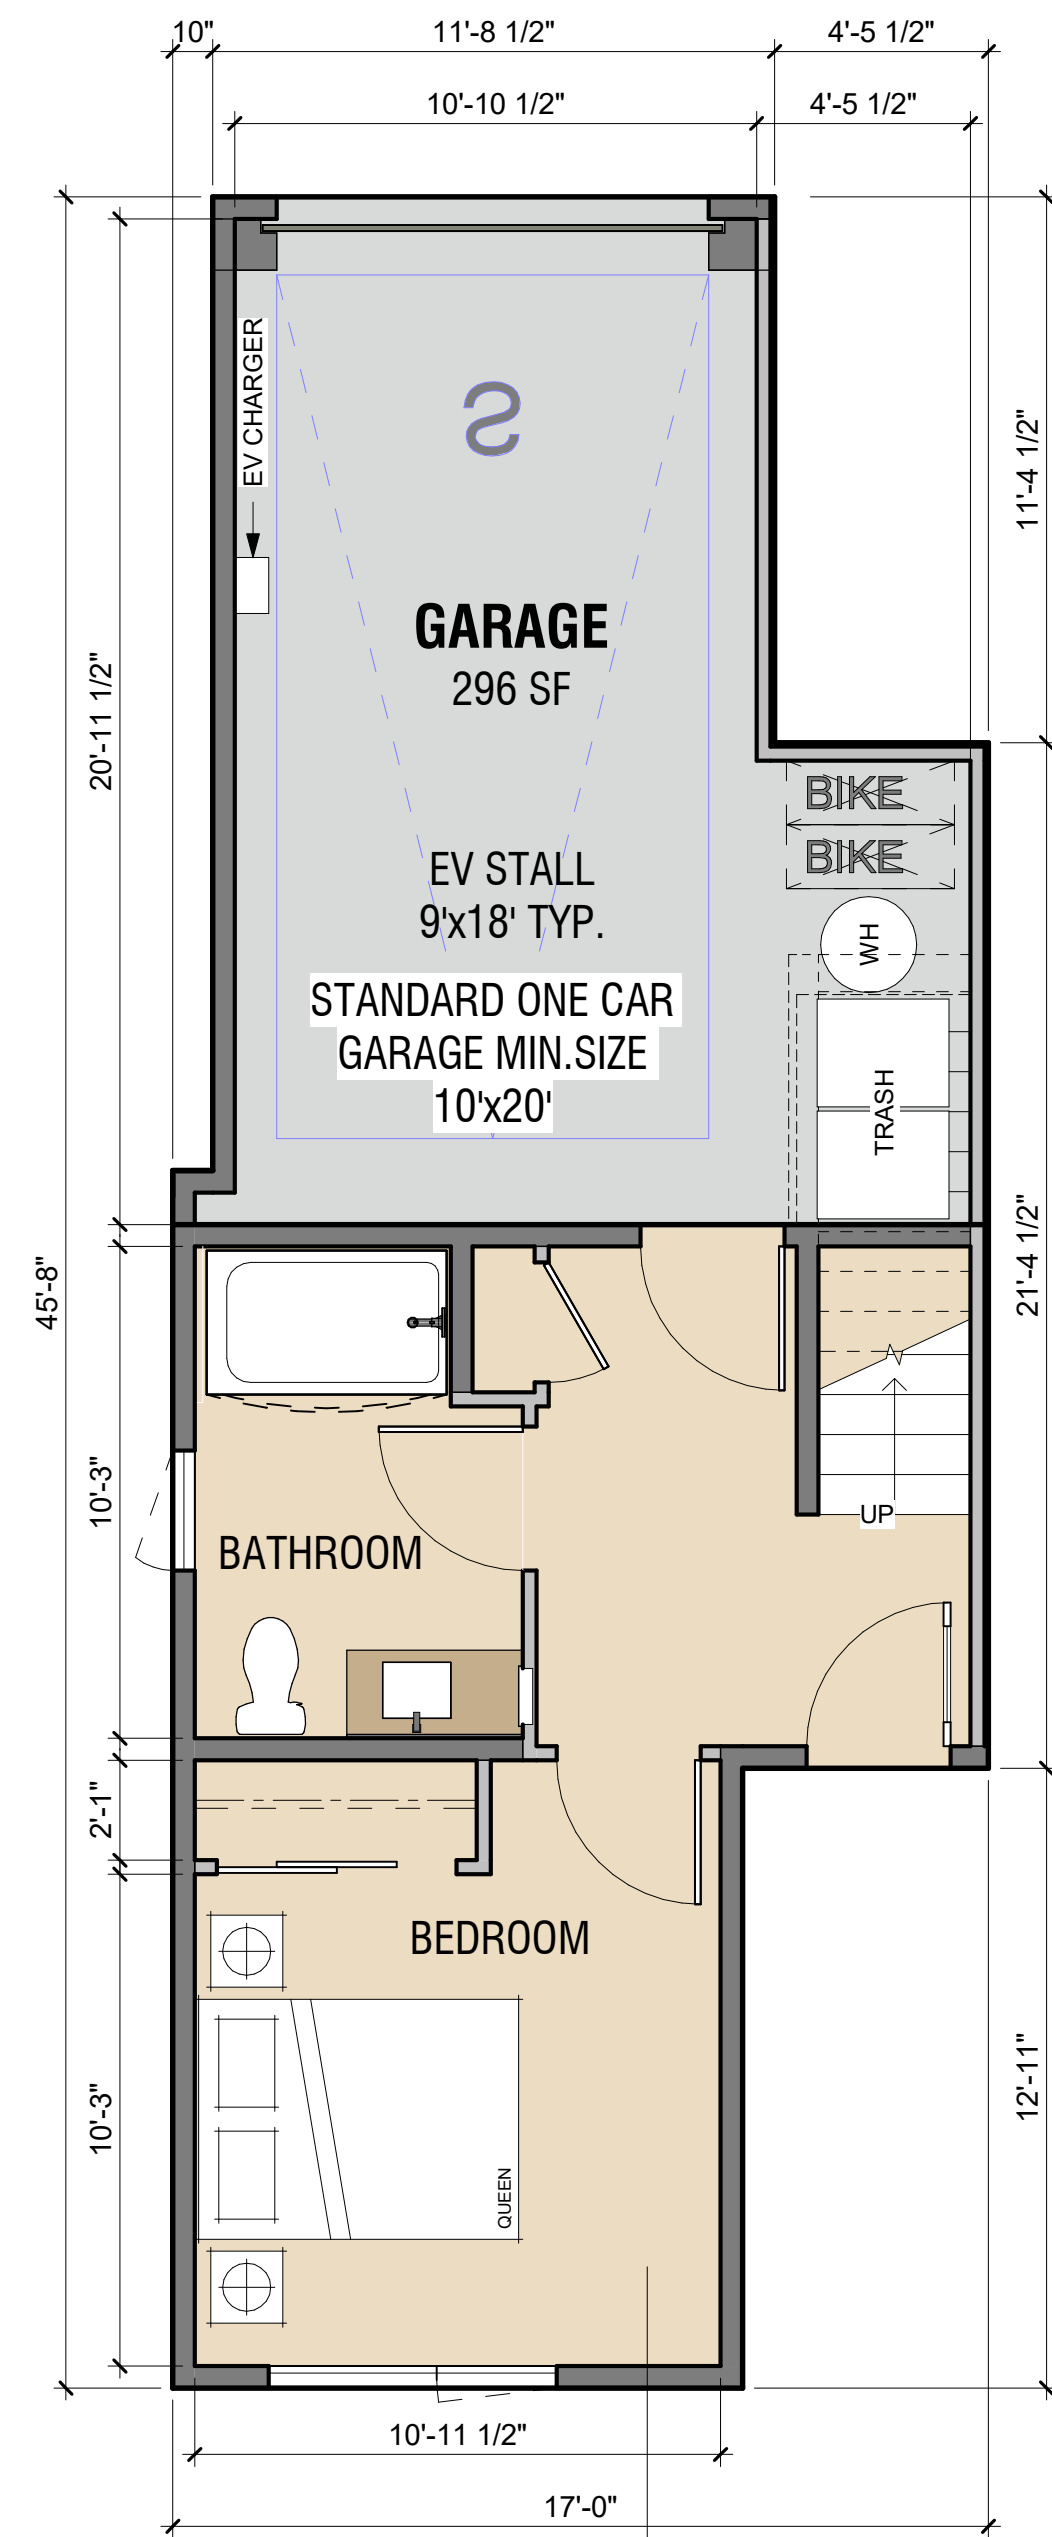 10" 11'-8 1/2" 4'-5 1/2"
10'-10 1/2" 4'-5 1/2"
EV CHARGER
S
11'-4 1/2"
GARAGE
296 SF
20'-11 1/2"
BIKE
BIKE
EV STALL
9'x18' TYP.
WH
STANDARD ONE CAR
GARAGE MIN.SIZE
10'x20'
TRASH
45'-8"
21'-4 1/2"
10'-3"
UP
BATHROOM
2'-1"
BEDROOM
10'-3"
12'-11"
QUEEN
10'-11 1/2"
17'-0"